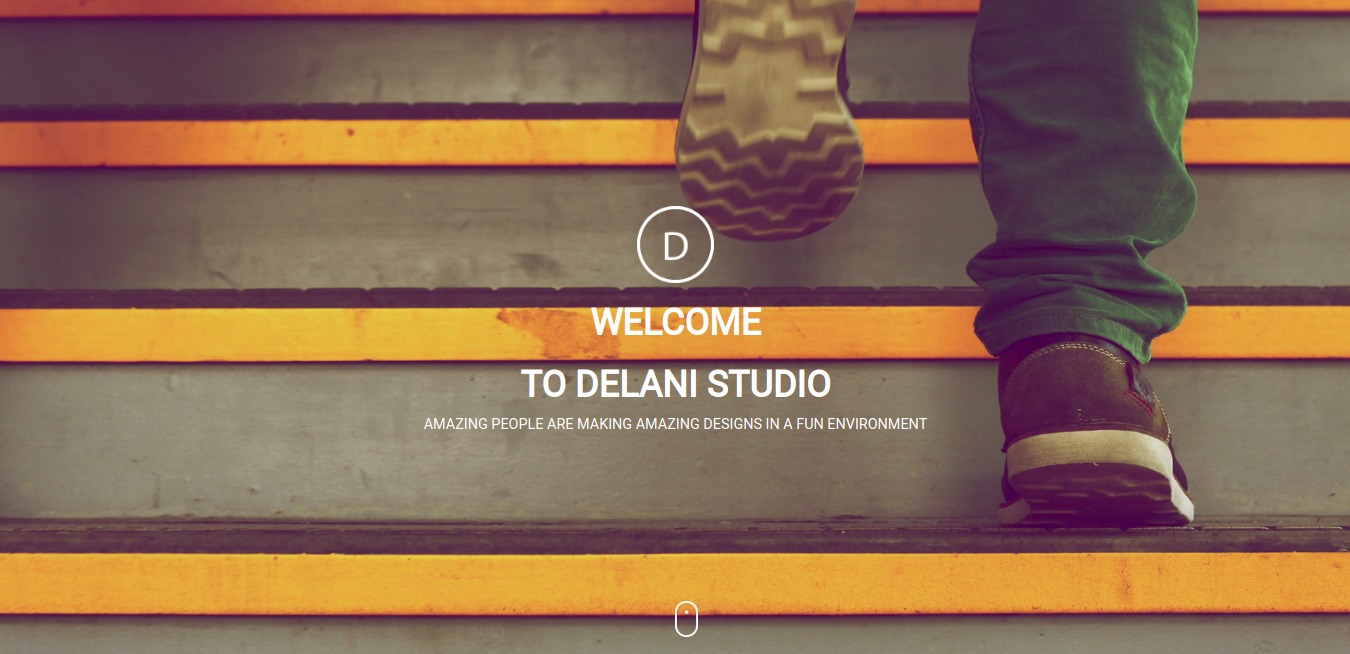 D
WELCOME
TO DELANI STUDIO
AMAZING PEOPLE ARE MAKING AMAZING DESIGNS IN A FUN ENVIRONMENT